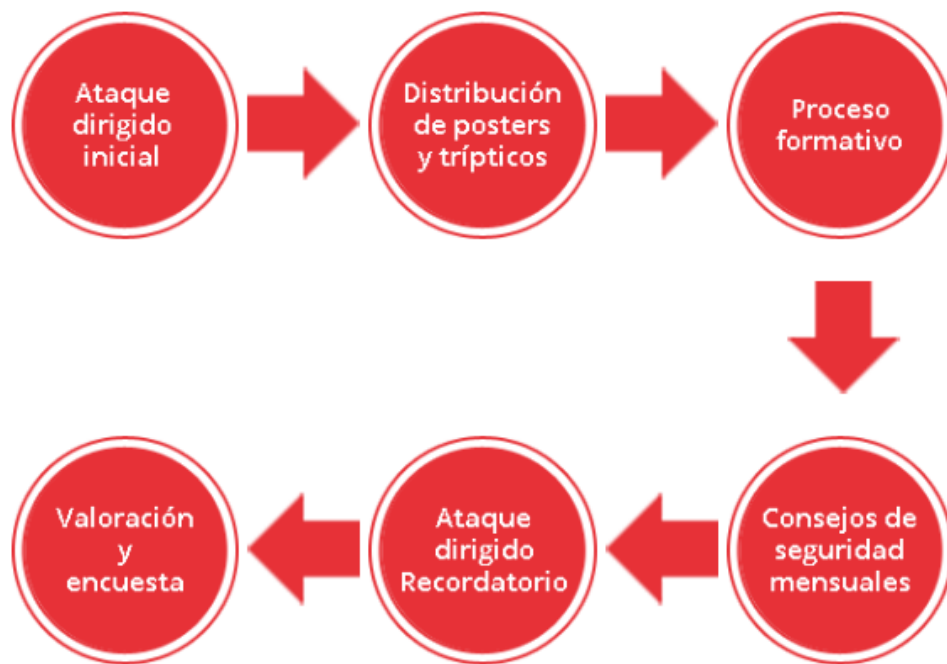 Ataque
dirigido
inicial
Distribución
de posters
y trípticos
Proceso
formativo
Consejos de
seguridad
mensuales
Ataque
dirigido
Recordatorio
Valoración
y
encuesta